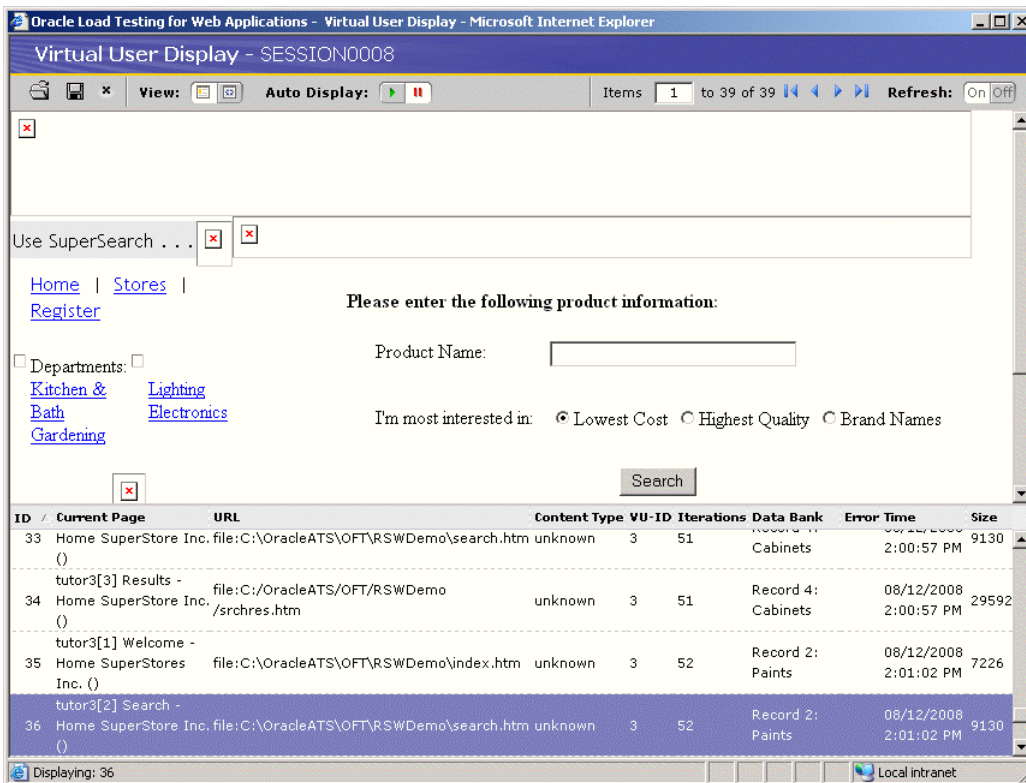 Oracle Load Testing for Web Applications - Virtual User Display - Microsoft Internet Explorer
Virtual User Display - SESSION0008
View: Auto Display: Items 1 to 39 of 39 Refresh: On Off
Use SuperSearch . . .
Home | Stores |
Register
Please enter the following product information:
Product Name:
Departments:
Kitchen & Lighting
Bath Electronics
Gardening
I'm most interested in: Lowest Cost Highest Quality Brand Names
Search
ID Current Page URL Content Type VU-ID Iterations Data Bank Error Time Size
33 Home SuperStore Inc. file:C:\OracleATS\OFT\RSWDemo\search.htm unknown 3 51 Cabinets 2:00:57 PM 9130
()
tutor3[3] Results -
34 Home SuperStore Inc. file:C:/OracleATS/OFT/RSWDemo/srchres.htm unknown 3 51 Record 4: Cabinets 08/12/2008 2:00:57 PM 29592
()
tutor3[1] Welcome -
35 Home SuperStores file:C:\OracleATS\OFT\RSWDemo\index.htm unknown 3 52 Record 2: Paints 08/12/2008 2:01:02 PM 7226
Inc. ()
tutor3[2] Search -
36 Home SuperStore Inc. file:C:\OracleATS\OFT\RSWDemo\search.htm unknown 3 52 Record 2: Paints 08/12/2008 2:01:02 PM 9130
()
Displaying: 36 Local intranet